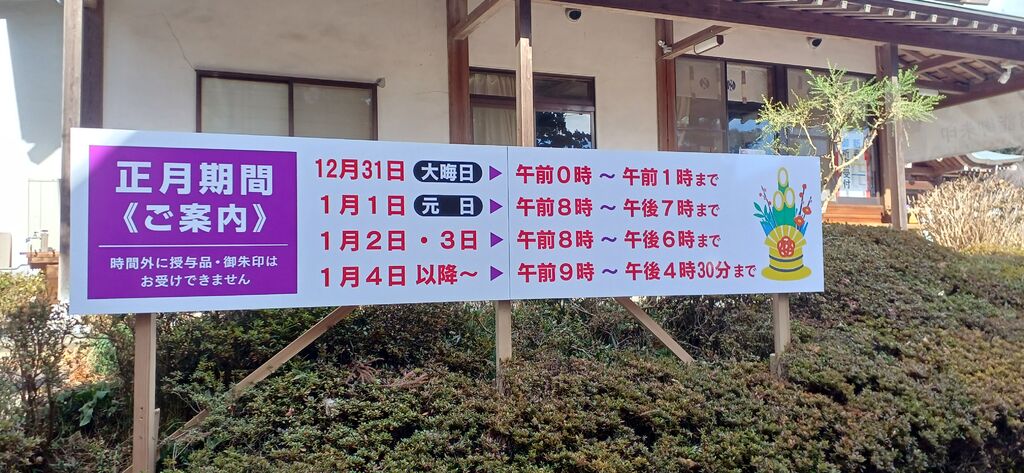 正月期間
《ご案内》
時間外に授与品・御朱印は
お受けできません
12月31日 大晦日 ▶ 午前0時 ～ 午前1時まで
1月1日 元日 ▶ 午前8時 ～ 午後7時まで
1月2日・3日 ▶ 午前8時 ～ 午後6時まで
1月4日 以降～ ▶ 午前9時 ～ 午後4時30分まで
受付